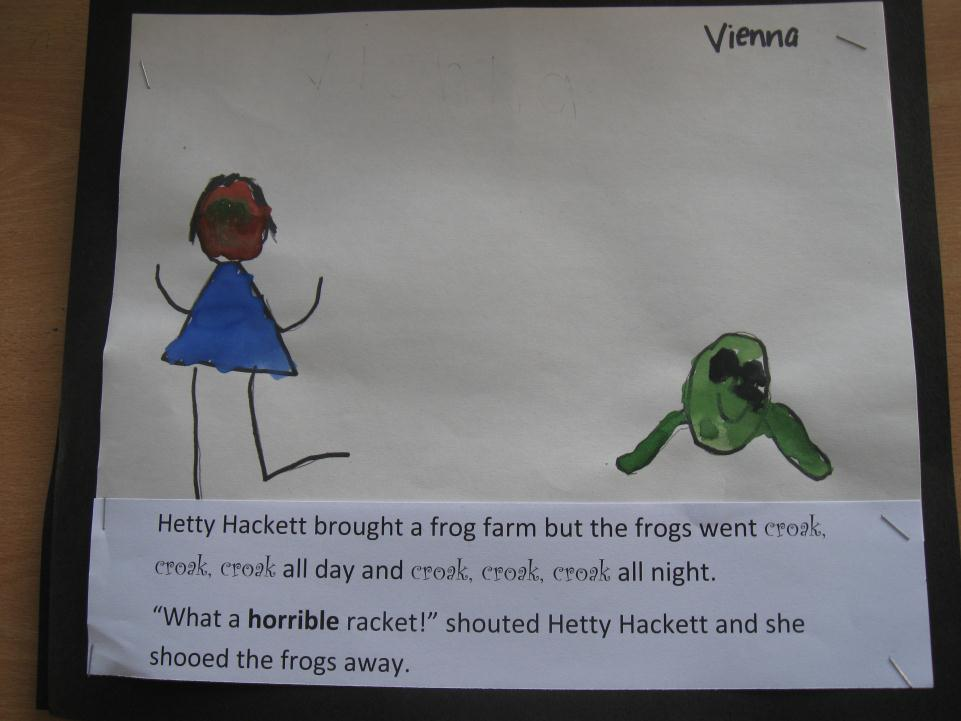 Vienna
Vienna
Hetty Hackett brought a frog farm but the frogs went croak,
croak, croak all day and croak, croak, croak all night.
“What a horrible racket!” shouted Hetty Hackett and she
shooed the frogs away.